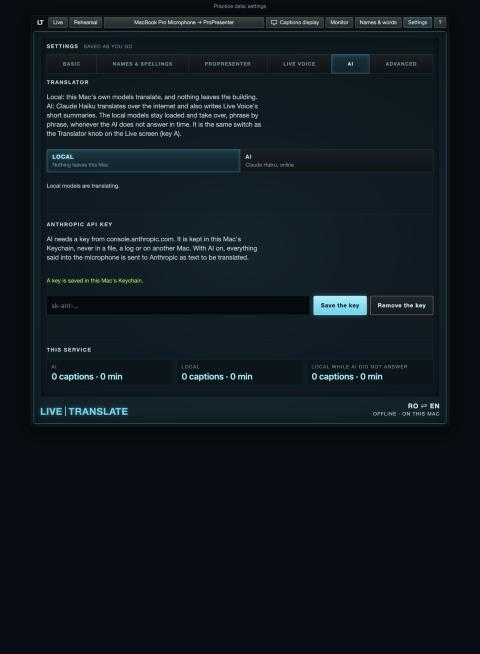 Practice data: settings
LT
Live
Rehearsal
MacBook Pro Microphone → ProPresenter
Captions display
Monitor
Names & words
Settings
?
SETTINGS SAVED AS YOU GO
BASIC
NAMES & SPELLINGS
PROPRESENTER
LIVE VOICE
AI
ADVANCED
TRANSLATOR
Local: this Mac's own models translate, and nothing leaves the building.
AI: Claude Haiku translates over the internet and also writes Live Voice's
short summaries. The local models stay loaded and take over, phrase by
phrase, whenever the AI does not answer in time. It is the same switch as
the Translator knob on the Live screen (key A).
LOCAL
Nothing leaves this Mac
AI
Claude Haiku, online
Local models are translating.
ANTHROPIC API KEY
AI needs a key from console.anthropic.com. It is kept in this Mac's
Keychain, never in a file, a log or on another Mac. With AI on, everything
said into the microphone is sent to Anthropic as text to be translated.
A key is saved in this Mac's Keychain.
sk-ant-…
Save the key
Remove the key
THIS SERVICE
AI
0 captions · 0 min
LOCAL
0 captions · 0 min
LOCAL WHILE AI DID NOT ANSWER
0 captions · 0 min
LIVE | TRANSLATE
RO ⇄ EN
OFFLINE · ON THIS MAC